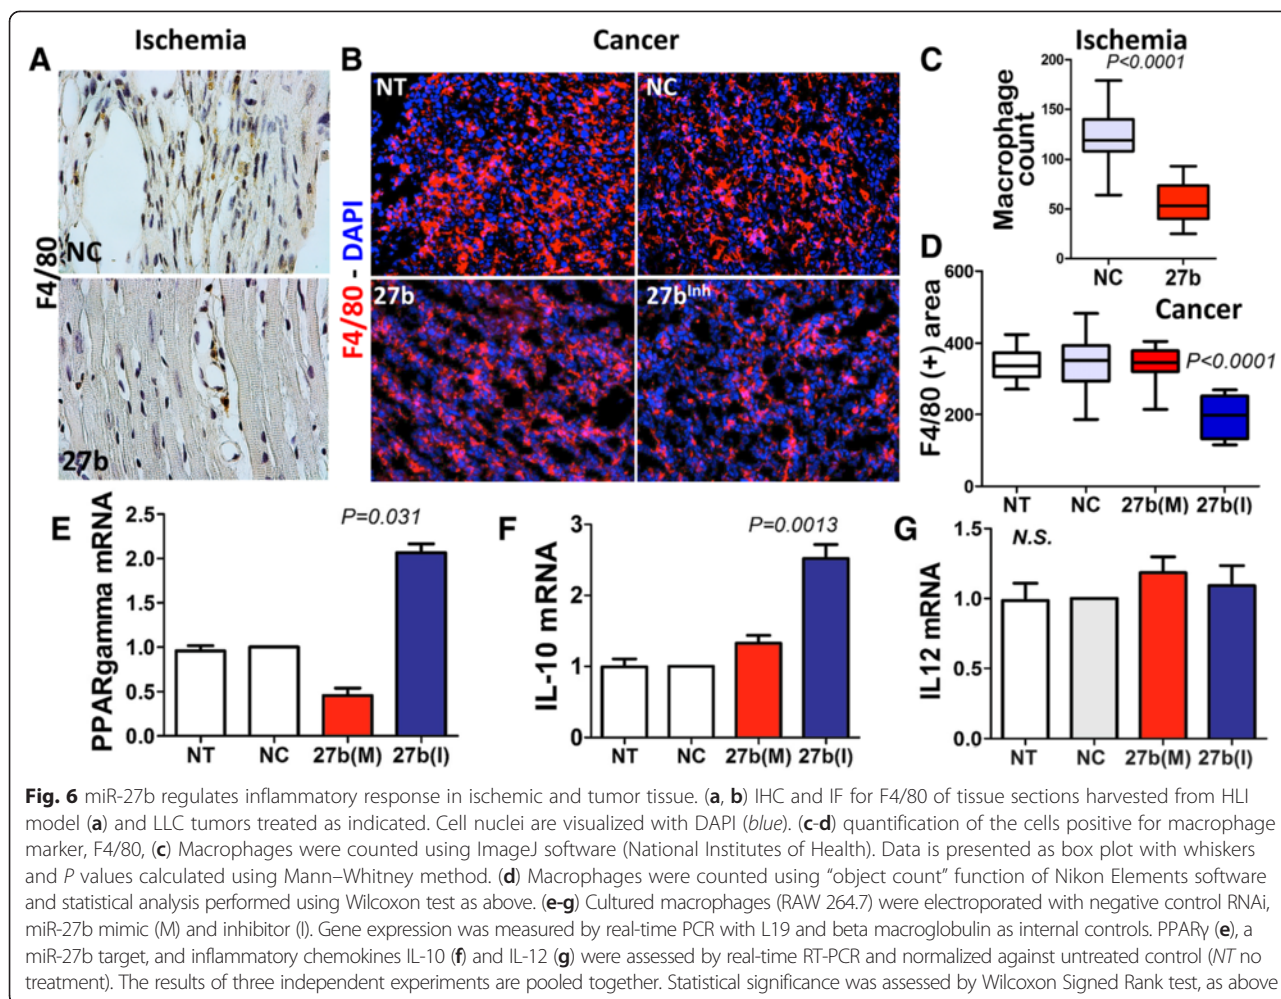 Ischemia
A
F4/80
NC
27b
Cancer
B
F4/80 - DAPI
NT
NC
27b
27bInh
C
Ischemia
P<0.0001
Macrophage
count
200
150
100
50
0
NC
27b
D
Cancer
P<0.0001
F4/80 (+) area
600
400
200
0
NT
NC
27b(M)
27b(I)
E
P=0.031
PPARgamma mRNA
2.5
2.0
1.5
1.0
0.5
0.0
NT
NC
27b(M)
27b(I)
F
P=0.0013
IL-10 mRNA
3
2
1
0
NT
NC
27b(M)
27b(I)
G
N.S.
IL12 mRNA
1.5
1.0
0.5
0.0
NT
NC
27b(M)
27b(I)
Fig. 6 miR-27b regulates inflammatory response in ischemic and tumor tissue. (a, b) IHC and IF for F4/80 of tissue sections harvested from HLI
model (a) and LLC tumors treated as indicated. Cell nuclei are visualized with DAPI (blue). (c-d) quantification of the cells positive for macrophage
marker, F4/80, (c) Macrophages were counted using ImageJ software (National Institutes of Health). Data is presented as box plot with whiskers
and P values calculated using Mann–Whitney method. (d) Macrophages were counted using “object count” function of Nikon Elements software
and statistical analysis performed using Wilcoxon test as above. (e-g) Cultured macrophages (RAW 264.7) were electroporated with negative control RNAi,
miR-27b mimic (M) and inhibitor (I). Gene expression was measured by real-time PCR with L19 and beta macroglobulin as internal controls. PPARγ (e), a
miR-27b target, and inflammatory chemokines IL-10 (f) and IL-12 (g) were assessed by real-time RT-PCR and normalized against untreated control (NT no
treatment). The results of three independent experiments are pooled together. Statistical significance was assessed by Wilcoxon Signed Rank test, as above